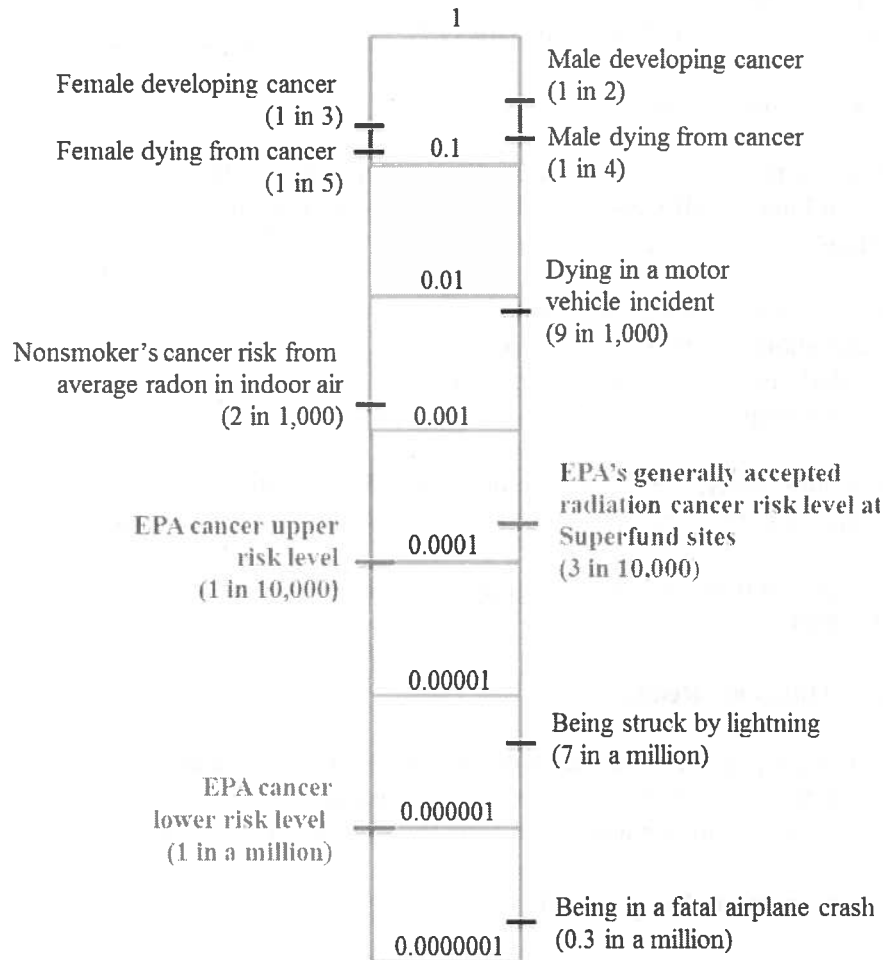 1
Male developing cancer
(1 in 2)
Female developing cancer
(1 in 3)
Male dying from cancer
(1 in 4)
Female dying from cancer
(1 in 5)
0.1
0.01
Dying in a motor
vehicle incident
(9 in 1,000)
Nonsmoker's cancer risk from
average radon in indoor air
(2 in 1,000)
0.001
EPA's generally accepted
radiation cancer risk level at
Superfund sites
(3 in 10.000)
EPA cancer upper
risk level
(1 in 10,000)
0.0001
0.00001
Being struck by lightning
(7 in a million)
EPA cancer
lower risk level
(1 in a million)
0.000001
Being in a fatal airplane crash
(0.3 in a million)
0.0000001